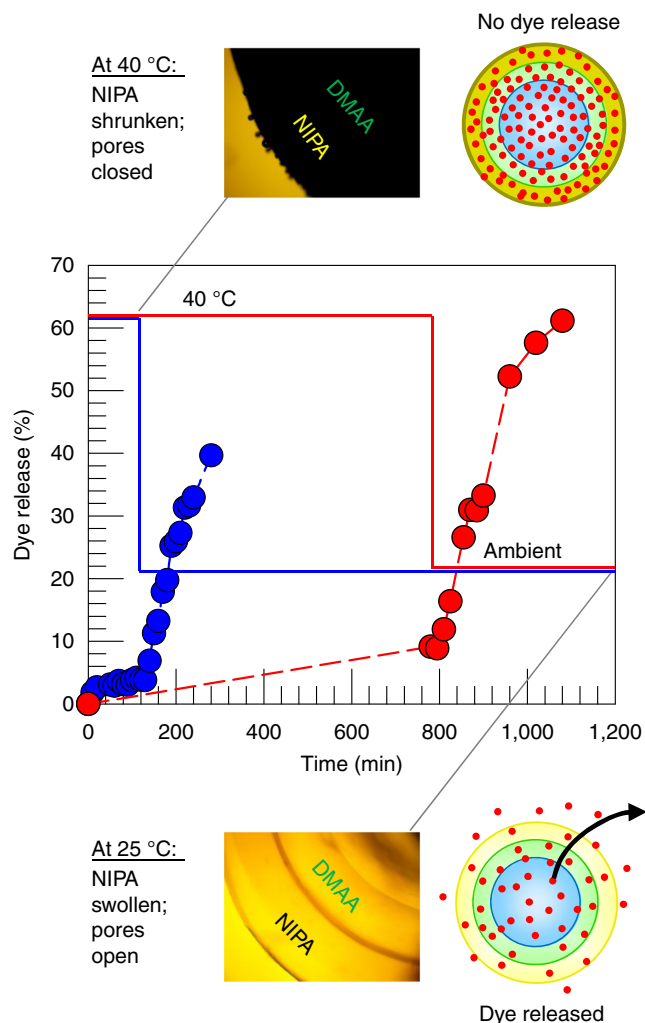 No dye release
At 40 °C:
NIPA
shrunken;
pores
closed
DMAA
NIPA
70
60
50
40
30
20
10
0
Dye release (%)
40 °C
Ambient
0
200
400
600
800
1,000
1,200
Time (min)
At 25 °C:
NIPA
swollen;
pores
open
DMAA
NIPA
Dye released